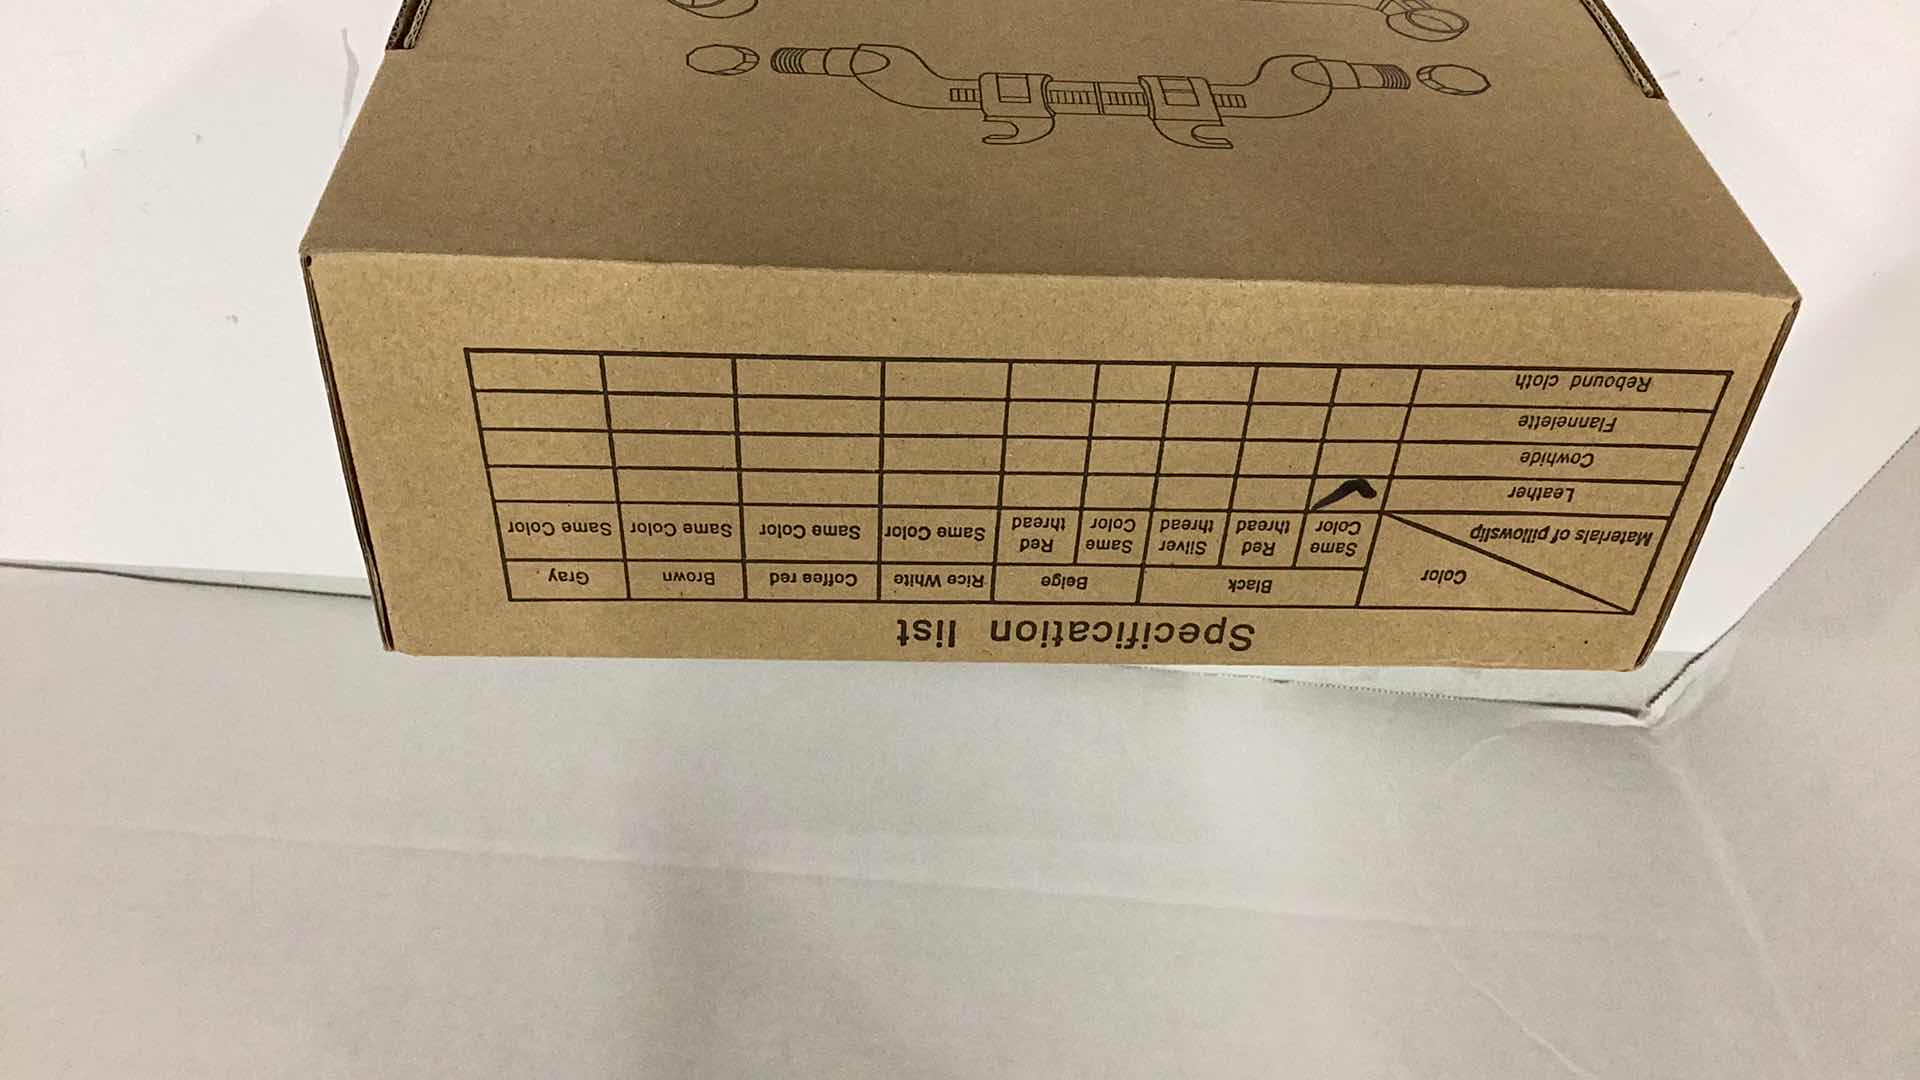 Specification list
Color Black Beige Rice White Coffee red Brown Gray
Materials of pillowslip Same Color Red thread Silver thread Same Color Red thread Same Color Same Color Same Color Same Color
Leather
Cowhide
Flannelette
Rebound cloth